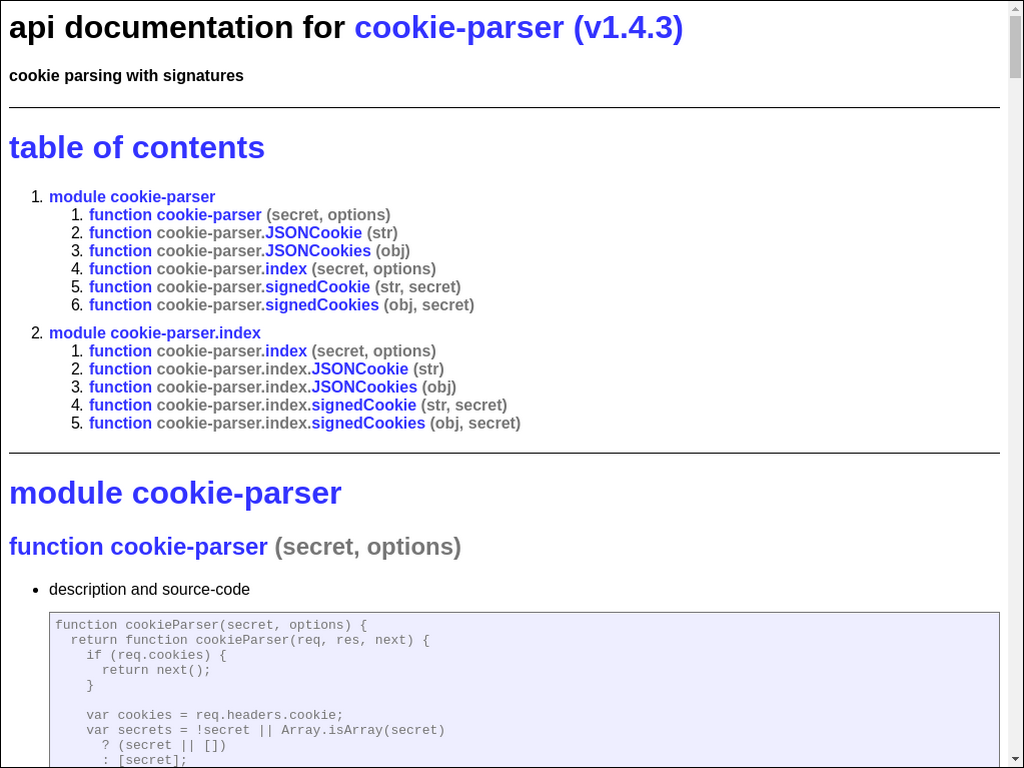 api documentation for cookie-parser (v1.4.3)
cookie parsing with signatures
table of contents
1. module cookie-parser
1. function cookie-parser (secret, options)
2. function cookie-parser.JSONCookie (str)
3. function cookie-parser.JSONCookies (obj)
4. function cookie-parser.index (secret, options)
5. function cookie-parser.signedCookie (str, secret)
6. function cookie-parser.signedCookies (obj, secret)
2. module cookie-parser.index
1. function cookie-parser.index (secret, options)
2. function cookie-parser.index.JSONCookie (str)
3. function cookie-parser.index.JSONCookies (obj)
4. function cookie-parser.index.signedCookie (str, secret)
5. function cookie-parser.index.signedCookies (obj, secret)
module cookie-parser
function cookie-parser (secret, options)
• description and source-code
function cookieParser(secret, options) {
  return function cookieParser(req, res, next) {
    if (req.cookies) {
      return next();
    }
    var cookies = req.headers.cookie;
    var secrets = !secret || Array.isArray(secret)
      ? (secret || [])
      : [secret];